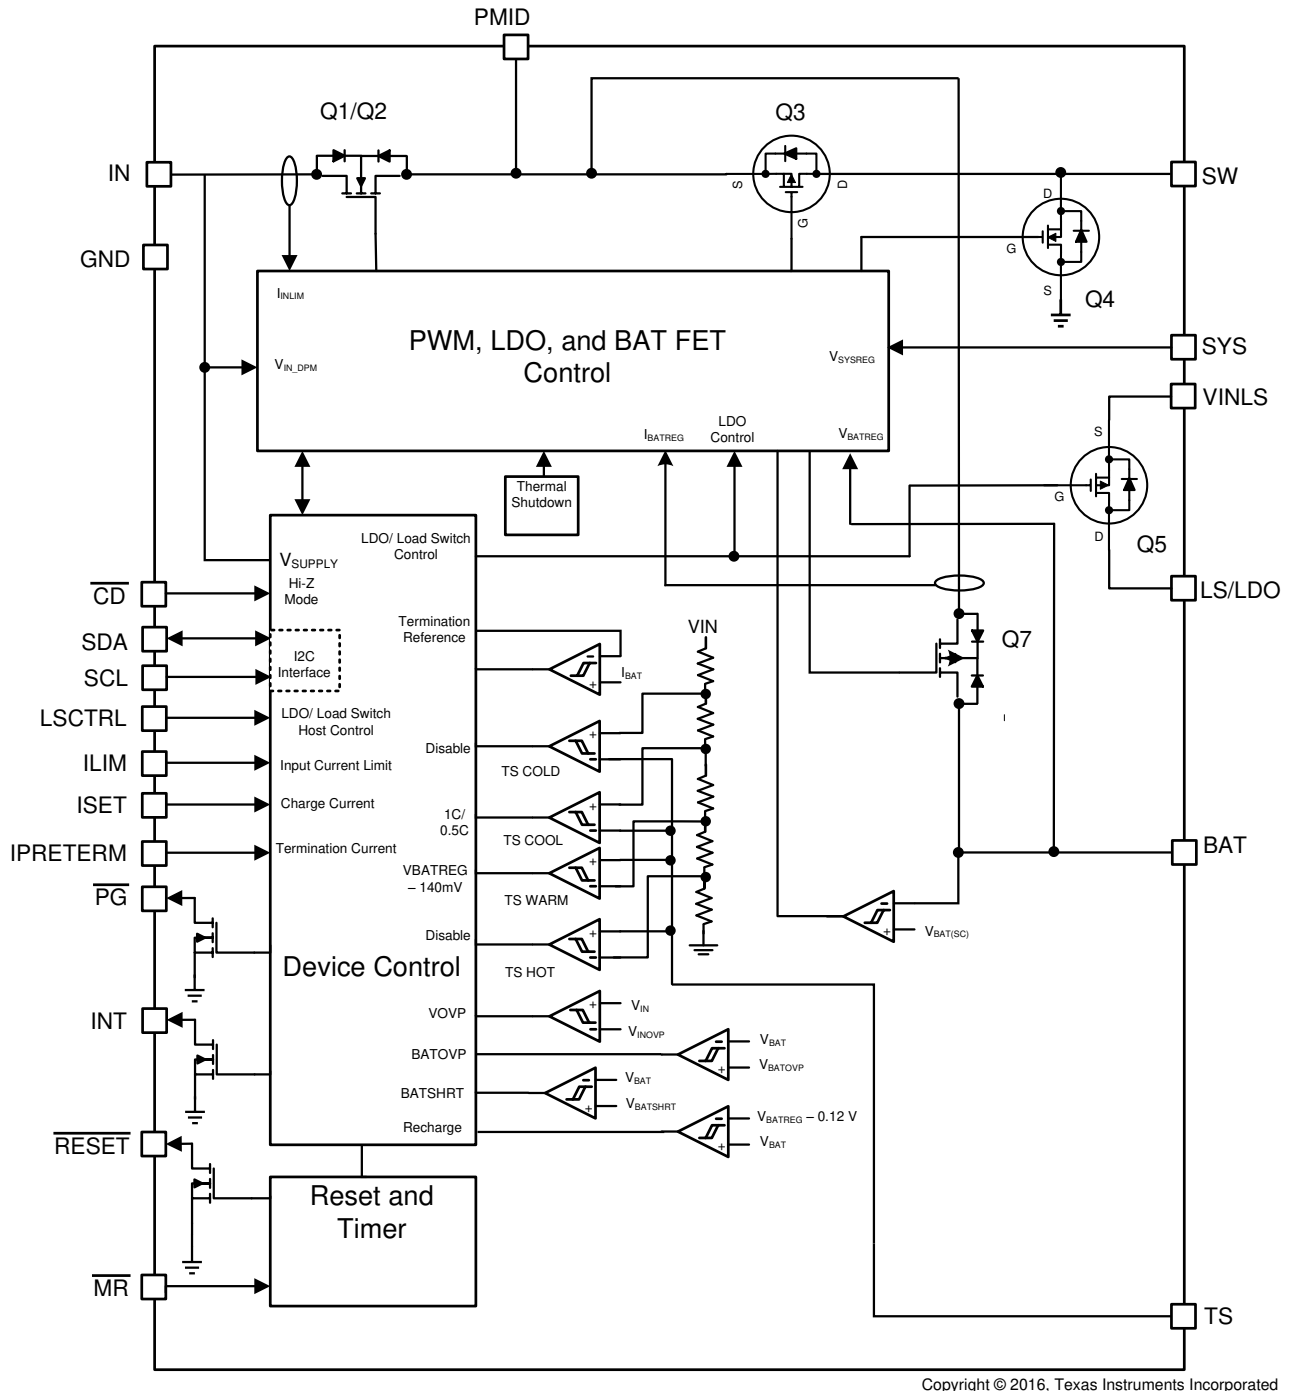 PMID
Q1/Q2
Q3
IN
S
D
G
SW
D
G
S
Q4
GND
IINLIM
PWM, LDO, and BAT FET
Control
VIN_DPM
VSYSREG
SYS
VINLS
IBATREG
LDO
Control
VBATREG
S
G
D
Q5
Thermal
Shutdown
LDO/ Load Switch
Control
VSUPPLY
Hi-Z
Mode
CD
LS/LDO
Termination
Reference
VIN
Q7
SDA
I2C
Interface
SCL
–
+
IBAT
LSCTRL
LDO/ Load Switch
Host Control
Disable
+
–
TS COLD
ILIM
Input Current Limit
ISET
Charge Current
1C/
0.5C
+
–
TS COOL
IPRETERM
Termination Current
BAT
VBATREG
– 140mV
+
–
TS WARM
PG
–
+
VBAT(SC)
Disable
+
–
TS HOT
Device Control
INT
VOVP
+
–
VIN
VINOVP
BATOVP
–
+
VBAT
VBATOVP
BATSHRT
–
+
VBAT
VBATSHRT
Recharge
–
+
VBATREG – 0.12 V
VBAT
RESET
Reset and
Timer
MR
TS
Copyright © 2016, Texas Instruments Incorporated